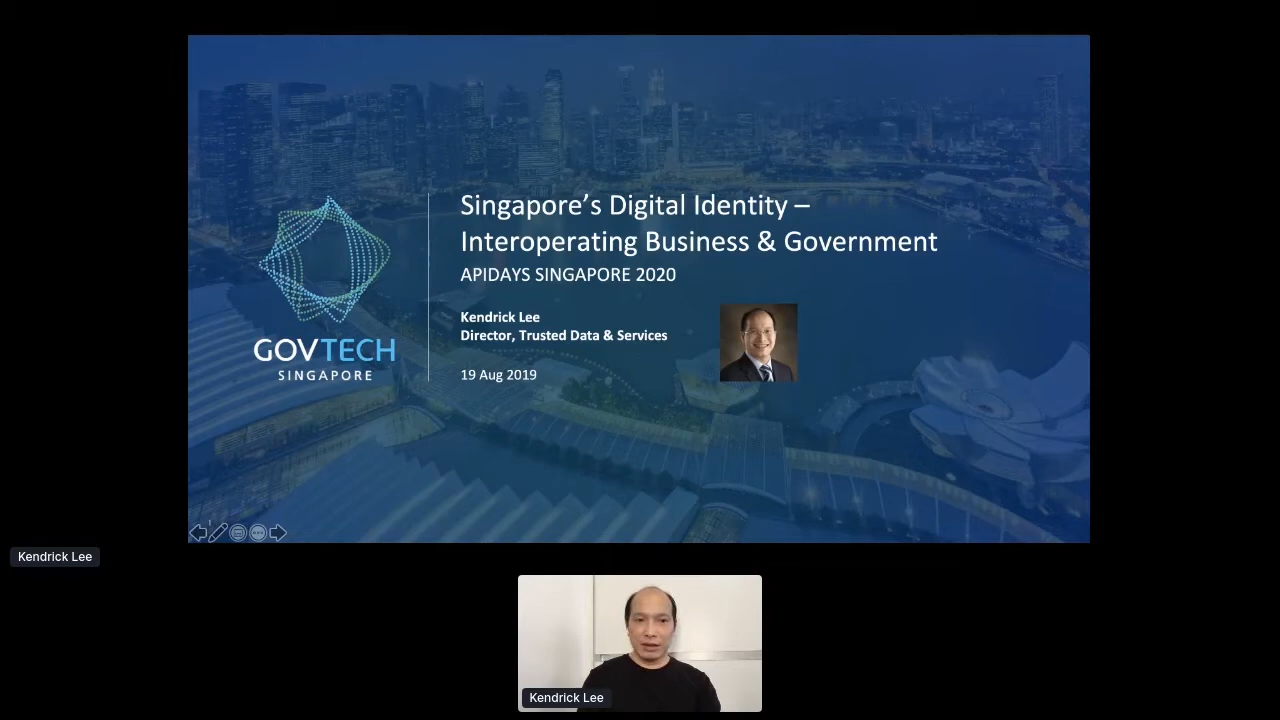 Singapore’s Digital Identity –
Interoperating Business & Government
APIDAYS SINGAPORE 2020
Kendrick Lee
Director, Trusted Data & Services
19 Aug 2019
GOVTECH
SINGAPORE
Kendrick Lee
Kendrick Lee